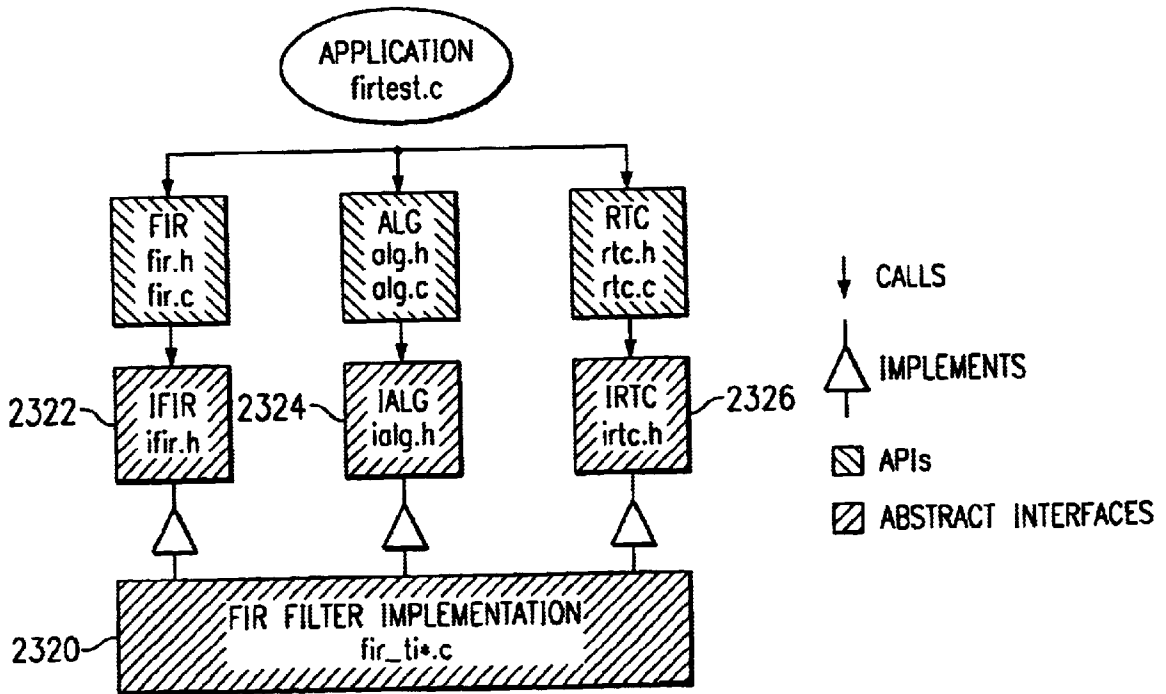 APPLICATION
firtest.c
FIR
fir.h
fir.c
ALG
alg.h
alg.c
RTC
rtc.h
rtc.c
CALLS
2322
IFIR
ifir.h
2324
IALG
ialg.h
IRTC
irtc.h
2326
IMPLEMENTS
APIs
ABSTRACT INTERFACES
2320
FIR FILTER IMPLEMENTATION
fir_ti*.c